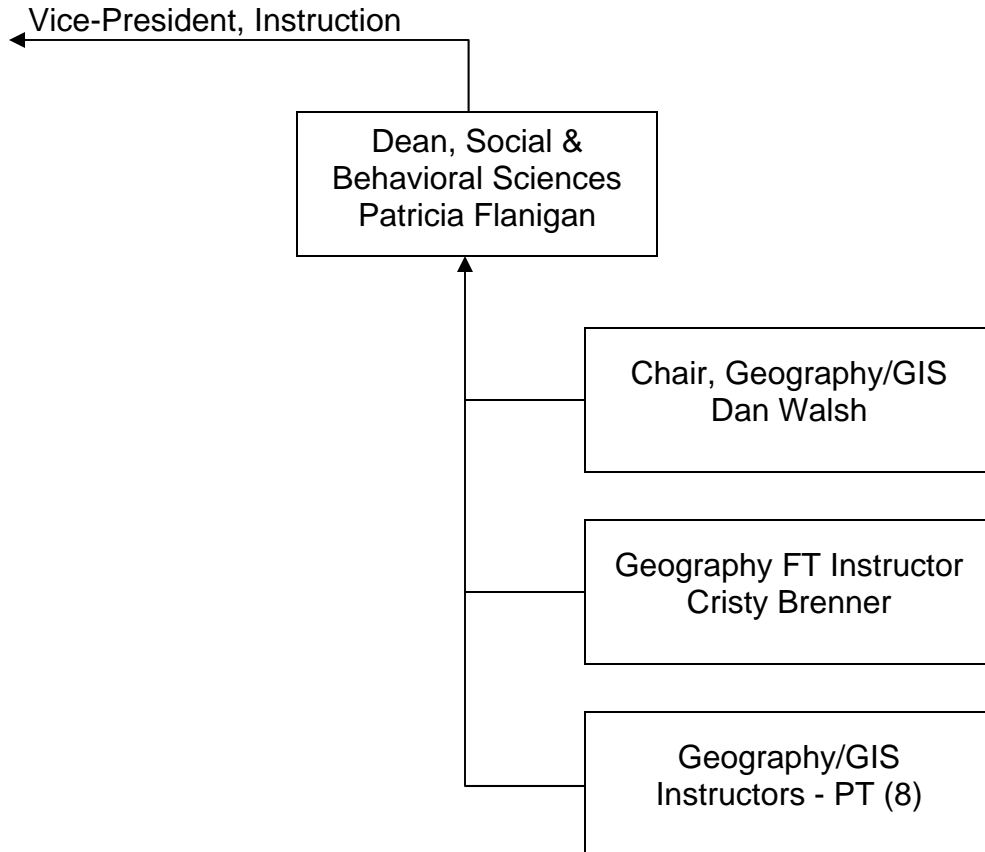 Vice-President, Instruction
Dean, Social &
Behavioral Sciences
Patricia Flanigan
Chair, Geography/GIS
Dan Walsh
Geography FT Instructor
Cristy Brenner
Geography/GIS
Instructors - PT (8)